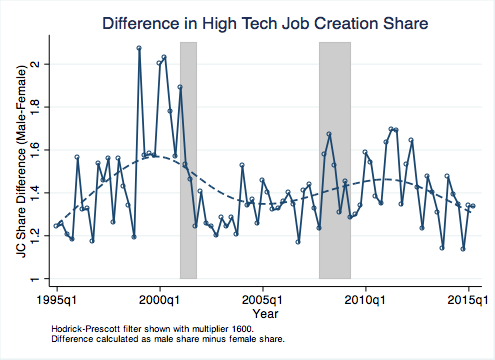 Difference in High Tech Job Creation Share
JC Share Difference (Male-Female)
2
1.8
1.6
1.4
1.2
1
1995q1 2000q1 2005q1 2010q1 2015q1
Year
Hodrick-Prescott filter shown with multiplier 1600.
Difference calculated as male share minus female share.